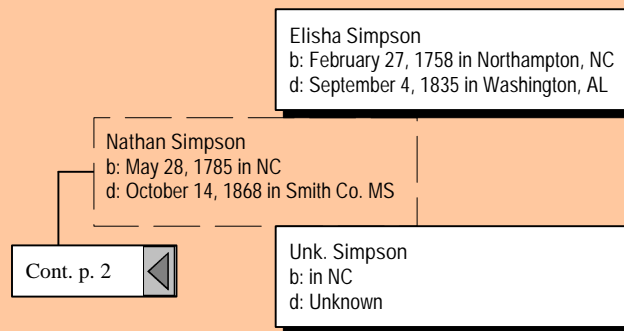 Elisha Simpson
b: February 27, 1758 in Northampton, NC
d: September 4, 1835 in Washington, AL
Nathan Simpson
b: May 28, 1785 in NC
d: October 14, 1868 in Smith Co. MS
Cont. p. 2
Unk. Simpson
b: in NC
d: Unknown